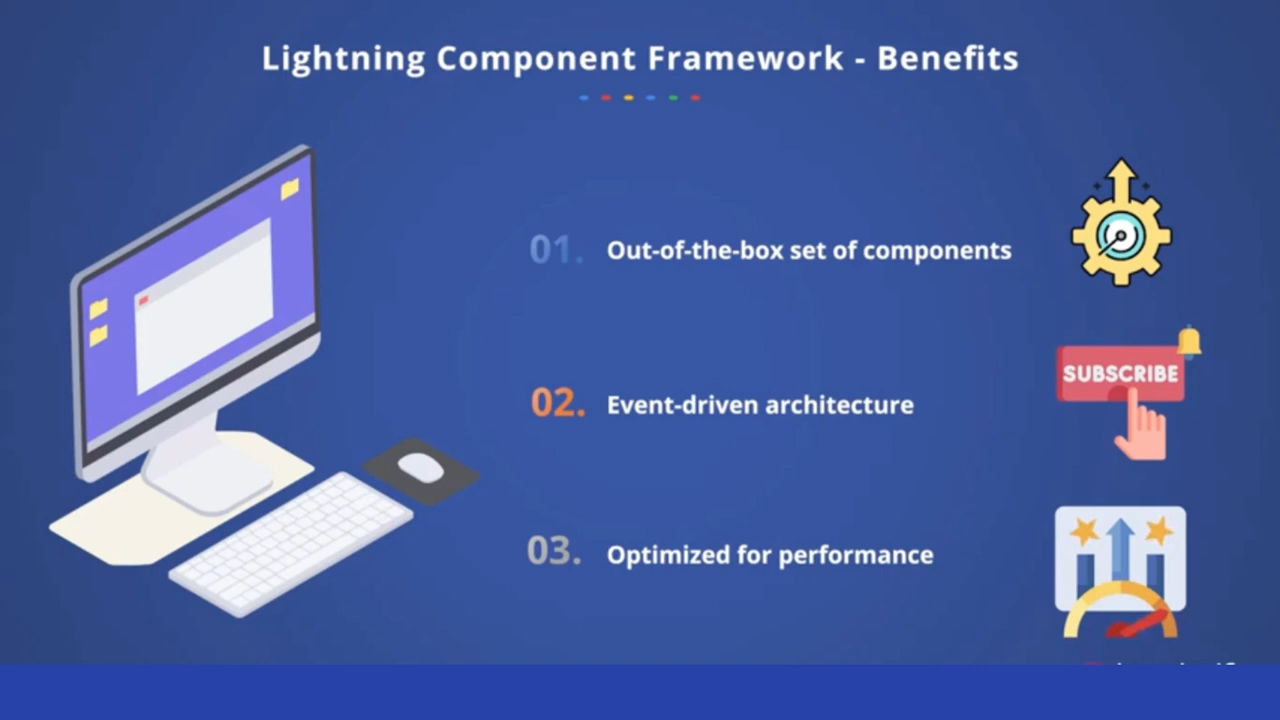 Lightning Component Framework - Benefits
01. Out-of-the-box set of components
SUBSCRIBE
02. Event-driven architecture
03. Optimized for performance